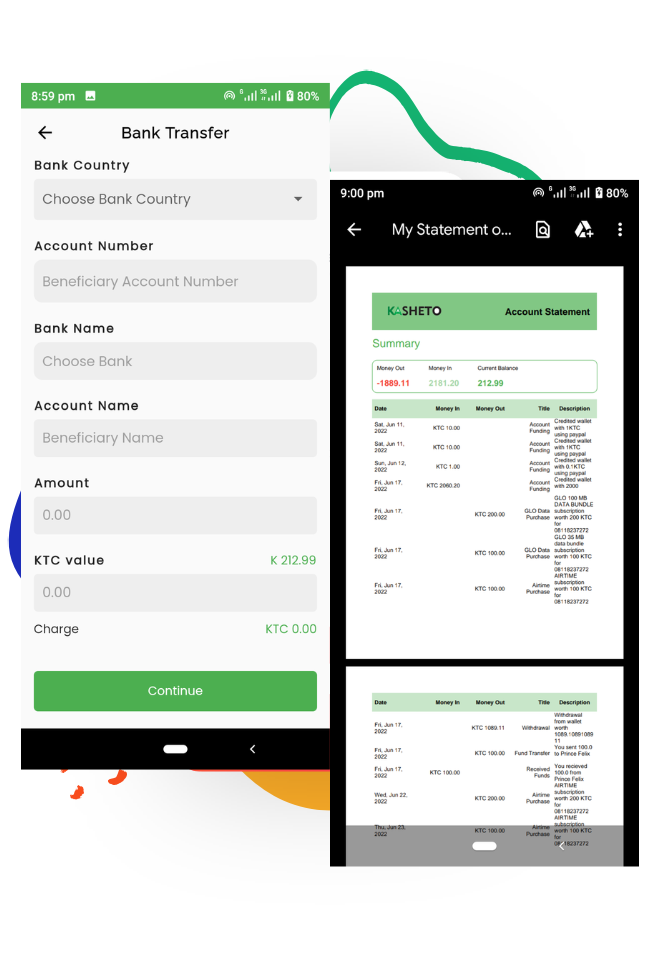 8:59 pm
80%
Bank Transfer
Bank Country
Choose Bank Country
Account Number
Beneficiary Account Number
Bank Name
Choose Bank
Account Name
Beneficiary Name
Amount
0.00
KTC value K 212.99
0.00
Charge KTC 0.00
Continue
9:00 pm
80%
My Statement o...
KASHETO Account Statement
Summary
Money Out Money In Current Balance
-1889.11 2181.20 212.99
Date Money In Money Out Title Description
Sat, Jun 11, 2022 KTC 10.00 Account Funding Credited wallet with 1KTC using paypal
Sat, Jun 11, 2022 KTC 10.00 Account Funding Credited wallet with 1KTC using paypal
Sun, Jun 12, 2022 KTC 1.00 Account Funding Credited wallet with 0.1KTC using paypal
Fri, Jun 17, 2022 KTC 2060.20 Account Funding Credited wallet with 2000
Fri, Jun 17, 2022 KTC 200.00 GLO Data Purchase GLO 100 MB DATA BUNDLE subscription worth 200 KTC for 08118237272
Fri, Jun 17, 2022 KTC 100.00 GLO Data Purchase GLO 35 MB data bundle subscription worth 100 KTC for 08118237272
Fri, Jun 17, 2022 KTC 100.00 Airtime Purchase AIRTIME subscription worth 100 KTC for 08118237272
Date Money In Money Out Title Description
Fri, Jun 17, 2022 KTC 1089.11 Withdrawal Withdrawal from wallet worth 1089.1089108911
Fri, Jun 17, 2022 KTC 100.00 Fund Transfer You sent 100.0 to Prince Felix
Fri, Jun 17, 2022 KTC 100.00 Received Funds You recieved 100.0 from Prince Felix
Wed, Jun 22, 2022 KTC 200.00 Airtime Purchase AIRTIME subscription worth 200 KTC for 08118237272
Thu, Jun 23, 2022 KTC 100.00 Airtime Purchase AIRTIME subscription worth 100 KTC for 08118237272